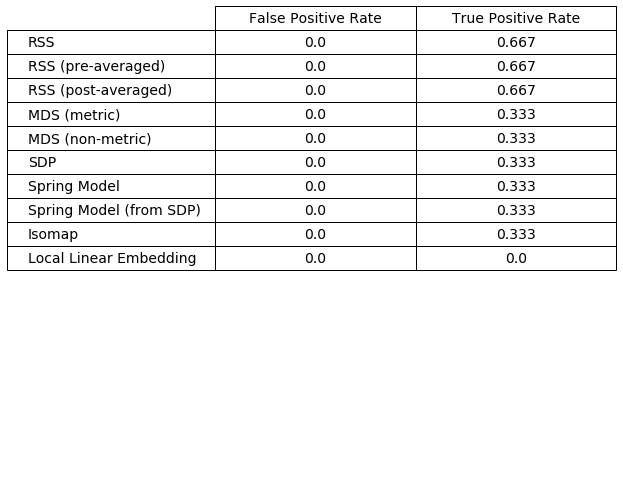 False Positive Rate True Positive Rate
RSS 0.0 0.667
RSS (pre-averaged) 0.0 0.667
RSS (post-averaged) 0.0 0.667
MDS (metric) 0.0 0.333
MDS (non-metric) 0.0 0.333
SDP 0.0 0.333
Spring Model 0.0 0.333
Spring Model (from SDP) 0.0 0.333
Isomap 0.0 0.333
Local Linear Embedding 0.0 0.0